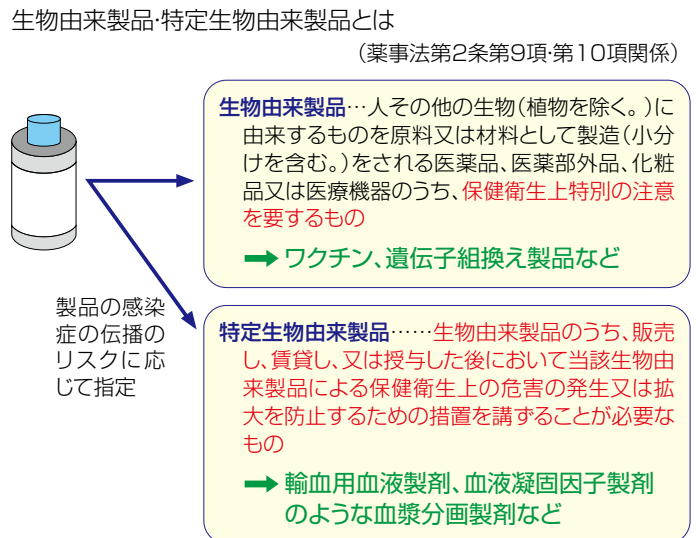 生物由来製品･特定生物由来製品とは
（薬事法第2条第9項･第10項関係）
生物由来製品…人その他の生物（植物を除く。）に
由来するものを原料又は材料として製造（小分
けを含む。）をされる医薬品、医薬部外品、化粧
品又は医療機器のうち、保健衛生上特別の注意
を要するもの
➡ ワクチン、遺伝子組換え製品など
製品の感染
症の伝播の
リスクに応
じて指定
特定生物由来製品……生物由来製品のうち、販売
し、賃貸し、又は授与した後において当該生物由
来製品による保健衛生上の危害の発生又は拡
大を防止するための措置を講ずることが必要な
もの
➡ 輸血用血液製剤、血液凝固因子製剤
のような血漿分画製剤など